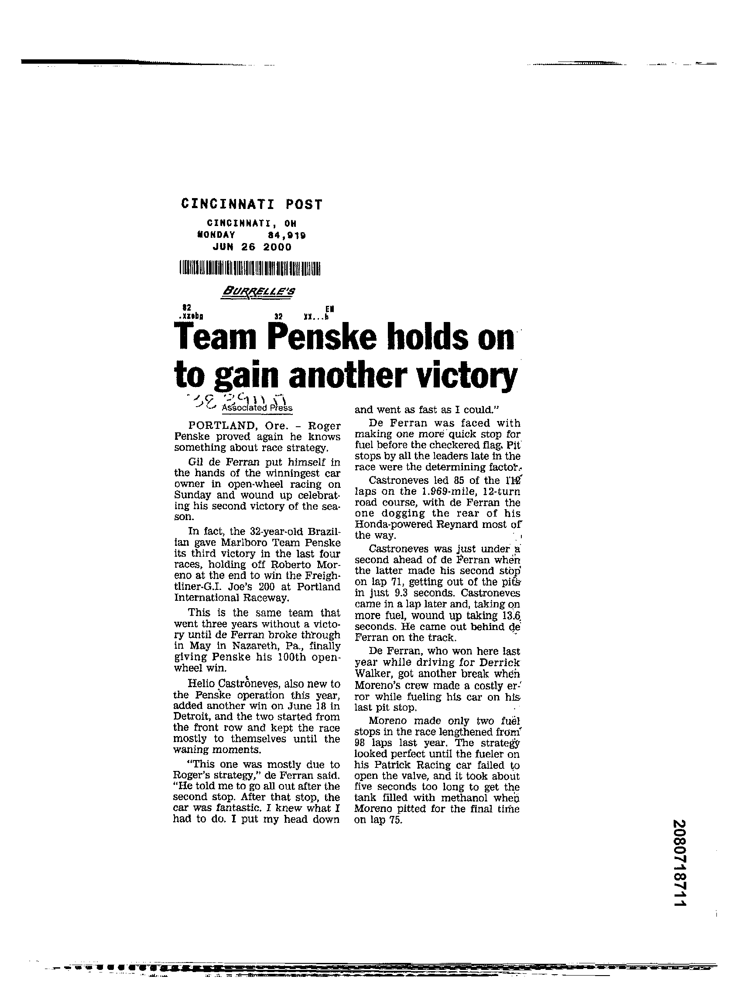 CINCINNATI POST
CINCINNATI, OH
MONDAY 84,919
JUN 26 2000
BURRELLE'S
82 EM
.xxebg 32 xx...b
Team Penske holds on
to gain another victory
Associated Press
PORTLAND, Ore. – Roger
Penske proved again he knows
something about race strategy.
Gil de Ferran put himself in
the hands of the winningest car
owner in open-wheel racing on
Sunday and wound up celebrat-
ing his second victory of the sea-
son.
In fact, the 32-year-old Brazil-
ian gave Marlboro Team Penske
its third victory in the last four
races, holding off Roberto Mor-
eno at the end to win the Freigh-
tliner-G.I. Joe's 200 at Portland
International Raceway.
This is the same team that
went three years without a victo-
ry until de Ferran broke through
in May in Nazareth, Pa., finally
giving Penske his 100th open-
wheel win.
Helio Castroneves, also new to
the Penske operation this year,
added another win on June 18 in
Detroit, and the two started from
the front row and kept the race
mostly to themselves until the
waning moments.
"This one was mostly due to
Roger's strategy," de Ferran said.
"He told me to go all out after the
second stop. After that stop, the
car was fantastic. I knew what I
had to do. I put my head down
and went as fast as I could."
De Ferran was faced with
making one more quick stop for
fuel before the checkered flag. Pit
stops by all the leaders late in the
race were the determining factor.
Castroneves led 85 of the
laps on the 1.969-mile, 12-turn
road course, with de Ferran the
one dogging the rear of his
Honda-powered Reynard most of
the way.
Castroneves was just under a
second ahead of de Ferran when
the latter made his second stop
on lap 71, getting out of the pits
in just 9.3 seconds. Castroneves
came in a lap later and, taking on
more fuel, wound up taking 13.6
seconds. He came out behind de
Ferran on the track.
De Ferran, who won here last
year while driving for Derrick
Walker, got another break when
Moreno's crew made a costly er-
ror while fueling his car on his
last pit stop.
Moreno made only two fuel
stops in the race lengthened from
98 laps last year. The strategy
looked perfect until the fueler on
his Patrick Racing car failed to
open the valve, and it took about
five seconds too long to get the
tank filled with methanol when
Moreno pitted for the final time
on lap 75.
2080718711